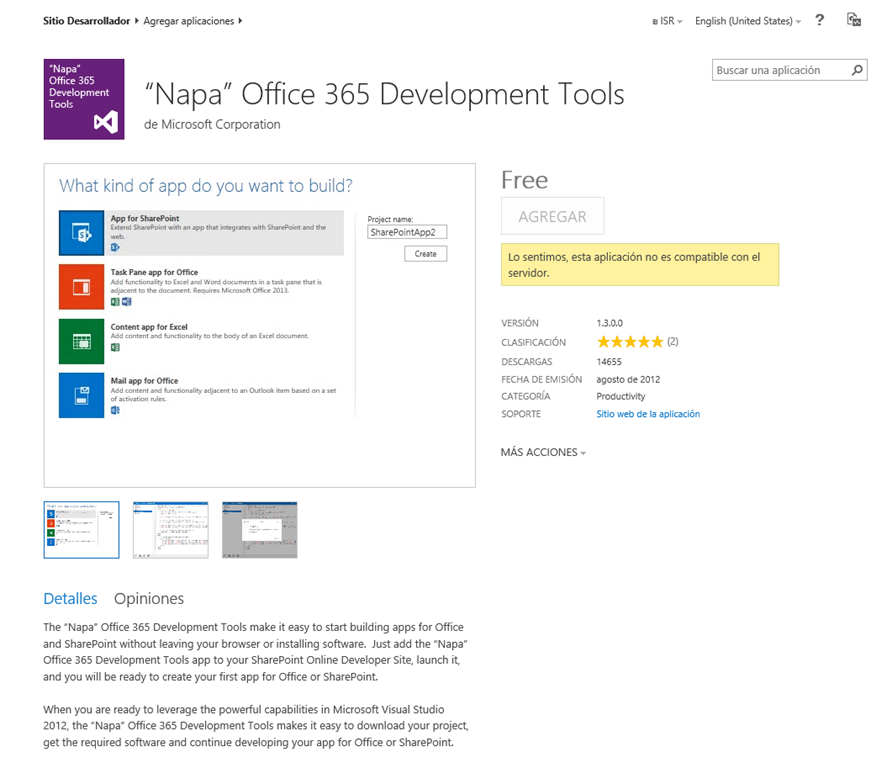 Sitio Desarrollador ▸ Agregar aplicaciones ▸
ISR English (United States) ?
"Napa"
Office 365
Development
Tools
"Napa" Office 365 Development Tools
de Microsoft Corporation
Buscar una aplicación
What kind of app do you want to build?
App for SharePoint
Extend SharePoint with an app that integrates with SharePoint and the
web.
Task Pane app for Office
Add functionality to Excel and Word documents in a task pane that is
adjacent to the document. Requires Microsoft Office 2013.
Content app for Excel
Add content and functionality to the body of an Excel document.
Mail app for Office
Add content and functionality adjacent to an Outlook item based on a set
of activation rules.
Project name:
SharePointApp2
Create
Free
AGREGAR
Lo sentimos, esta aplicación no es compatible con el
servidor.
VERSIÓN 1.3.0.0
CLASIFICACIÓN ★★★★★ (2)
DESCARGAS 14655
FECHA DE EMISIÓN agosto de 2012
CATEGORÍA Productivity
SOPORTE Sitio web de la aplicación
MÁS ACCIONES
Detalles Opiniones
The "Napa" Office 365 Development Tools make it easy to start building apps for Office
and SharePoint without leaving your browser or installing software. Just add the "Napa"
Office 365 Development Tools app to your SharePoint Online Developer Site, launch it,
and you will be ready to create your first app for Office or SharePoint.
When you are ready to leverage the powerful capabilities in Microsoft Visual Studio
2012, the "Napa" Office 365 Development Tools makes it easy to download your project,
get the required software and continue developing your app for Office or SharePoint.